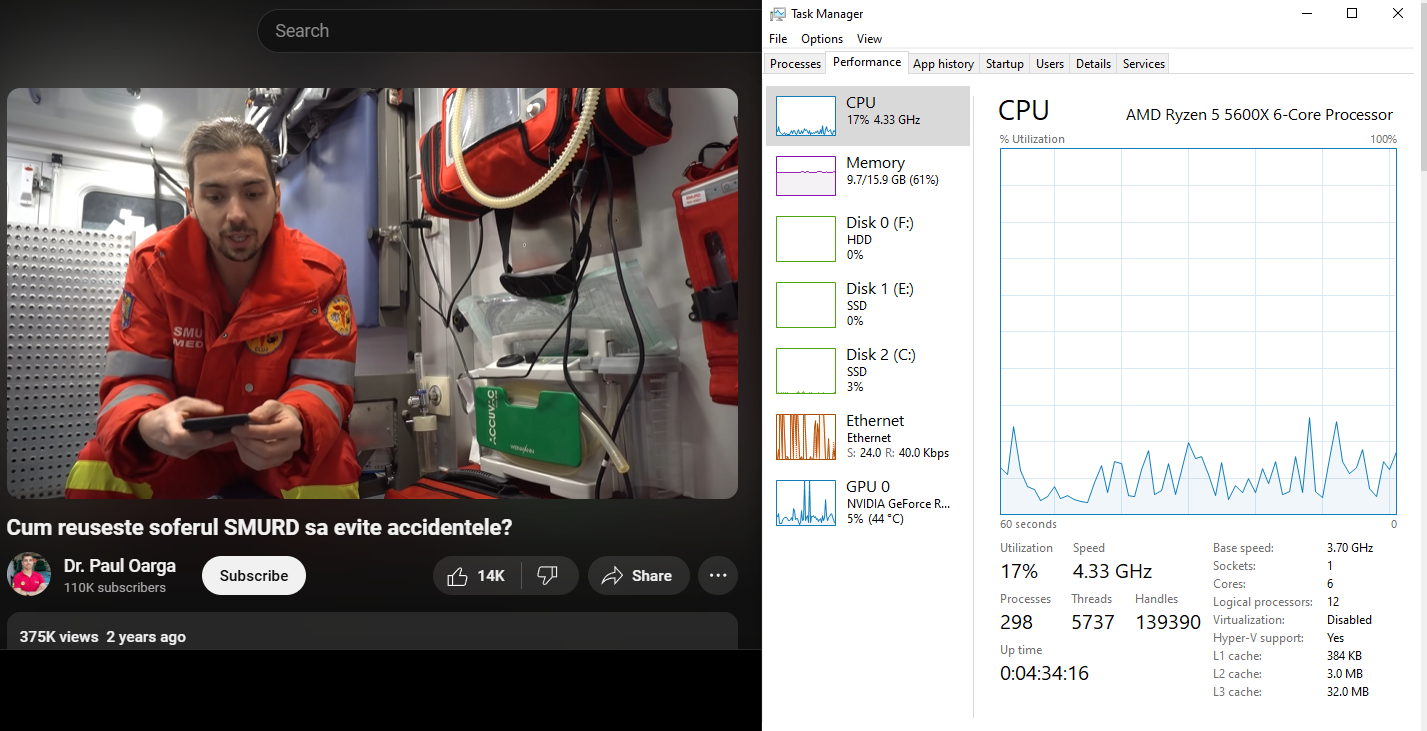 Search
SMU
MED
ACCUVAC
WEINMANN
Cum reuseste soferul SMURD sa evite accidentele?
Dr. Paul Oarga
110K subscribers
Subscribe
14K
Share
375K views 2 years ago
Task Manager
File Options View
Processes Performance App history Startup Users Details Services
CPU
17% 4.33 GHz
Memory
9.7/15.9 GB (61%)
Disk 0 (F:)
HDD
0%
Disk 1 (E:)
SSD
0%
Disk 2 (C:)
SSD
3%
Ethernet
Ethernet
S: 24.0 R: 40.0 Kbps
GPU 0
NVIDIA GeForce R...
5% (44 °C)
CPU AMD Ryzen 5 5600X 6-Core Processor
% Utilization 100%
60 seconds 0
Utilization Speed
17% 4.33 GHz
Processes Threads Handles
298 5737 139390
Up time
0:04:34:16
Base speed: 3.70 GHz
Sockets: 1
Cores: 6
Logical processors: 12
Virtualization: Disabled
Hyper-V support: Yes
L1 cache: 384 KB
L2 cache: 3.0 MB
L3 cache: 32.0 MB